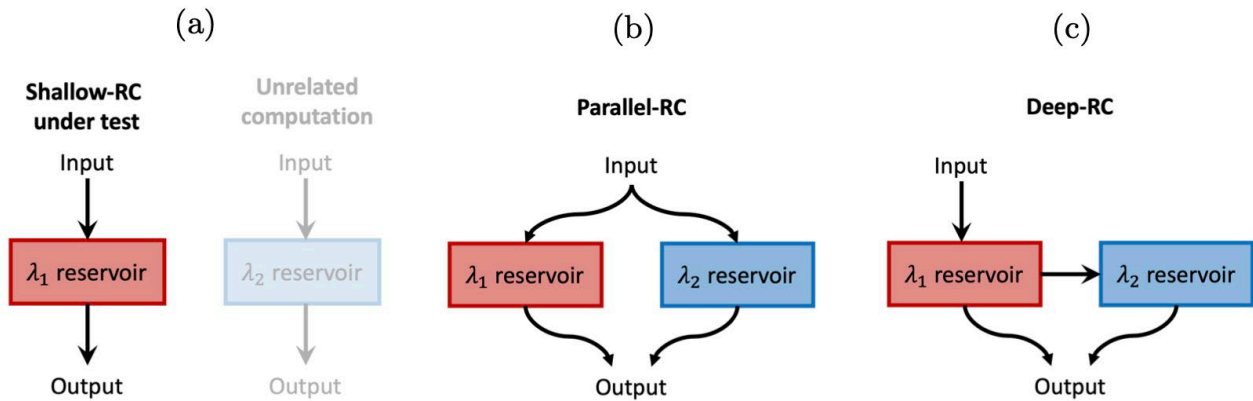 (a)
Shallow-RC
under test
Input
λ₁ reservoir
Output
Unrelated
computation
Input
λ₂ reservoir
Output
(b)
Parallel-RC
Input
λ₁ reservoir
λ₂ reservoir
Output
(c)
Deep-RC
Input
λ₁ reservoir
λ₂ reservoir
Output